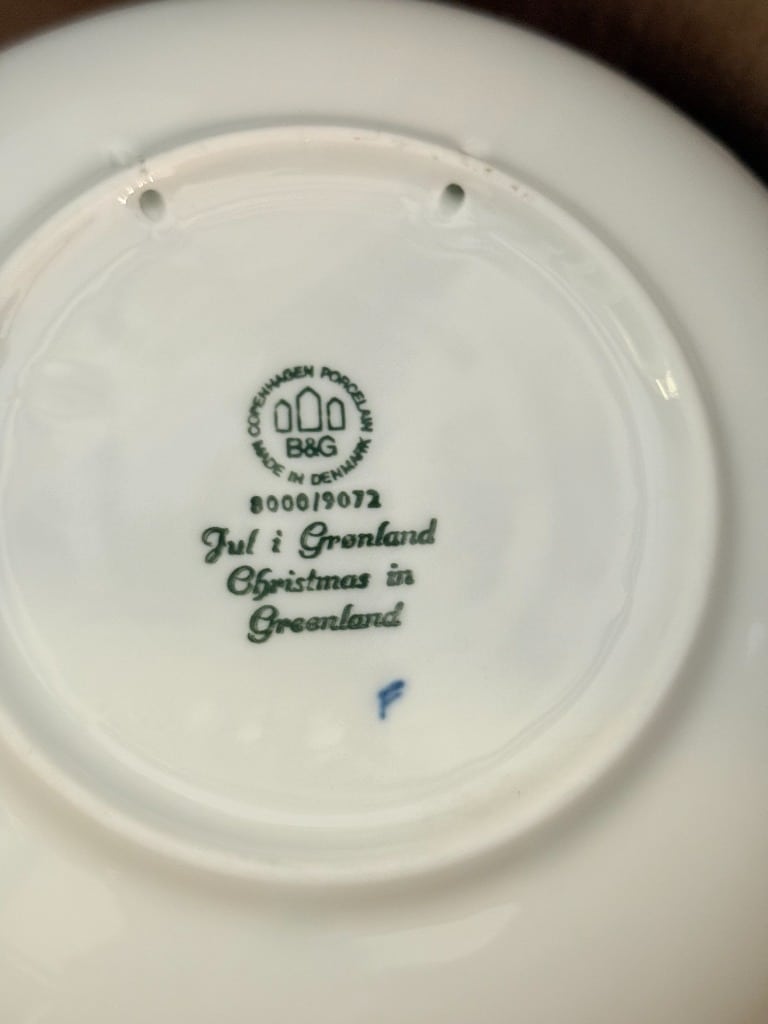 COPENHAGEN PORCELAIN
B&G
MADE IN DENMARK
8000/9072
Jul i Grønland
Christmas in
Greenland
F